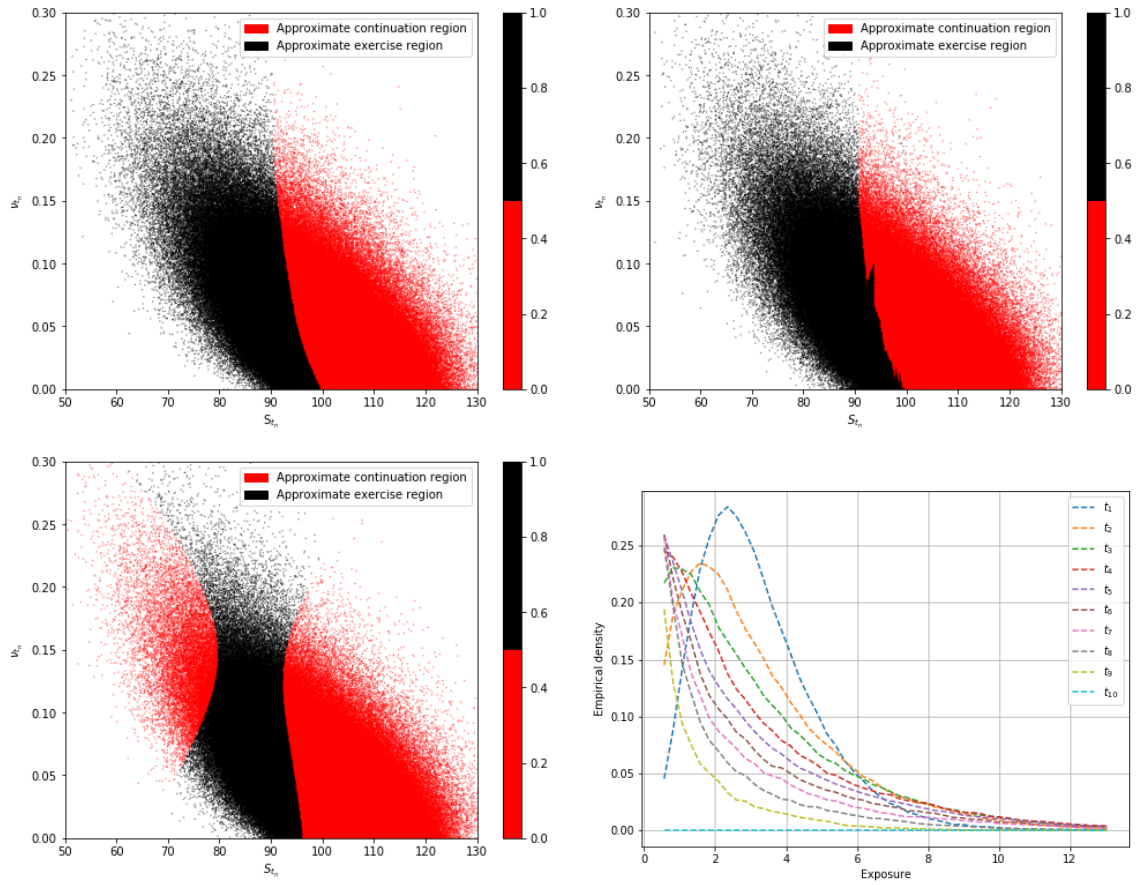 0.30
0.25
0.20
0.15
0.10
0.05
0.00
ν_{t_n}
50 60 70 80 90 100 110 120 130
S_{t_n}
Approximate continuation region
Approximate exercise region
1.0
0.8
0.6
0.4
0.2
0.0
0.30
0.25
0.20
0.15
0.10
0.05
0.00
ν_{t_n}
50 60 70 80 90 100 110 120 130
S_{t_n}
Approximate continuation region
Approximate exercise region
1.0
0.8
0.6
0.4
0.2
0.0
0.30
0.25
0.20
0.15
0.10
0.05
0.00
ν_{t_n}
50 60 70 80 90 100 110 120 130
S_{t_n}
Approximate continuation region
Approximate exercise region
1.0
0.8
0.6
0.4
0.2
0.0
Empirical density
0.25
0.20
0.15
0.10
0.05
0.00
0 2 4 6 8 10 12
Exposure
t_1
t_2
t_3
t_4
t_5
t_6
t_7
t_8
t_9
t_{10}